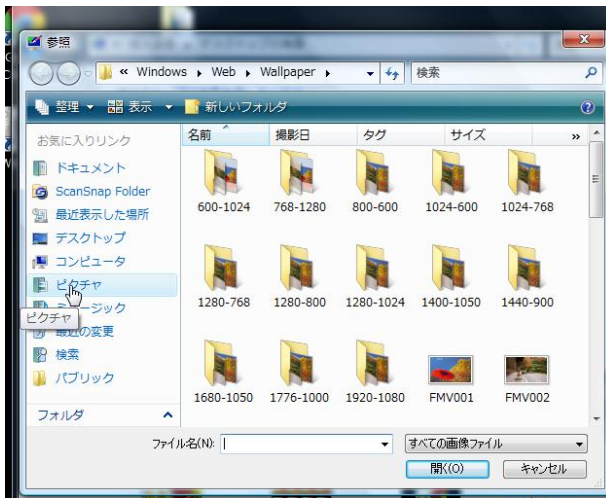 参照
« Windows ▸ Web ▸ Wallpaper ▸
検索
整理 ▼ 表示 ▼ 新しいフォルダ
お気に入りリンク
ドキュメント
ScanSnap Folder
最近表示した場所
デスクトップ
コンピュータ
ピクチャ
ピクチャ
最近の変更
検索
パブリック
フォルダ
名前 撮影日 タグ サイズ »
600-1024 768-1280 800-600 1024-600 1024-768
1280-768 1280-800 1280-1024 1400-1050 1440-900
1680-1050 1776-1000 1920-1080 FMV001 FMV002
ファイル名(N):
すべての画像ファイル
開く(O) キャンセル